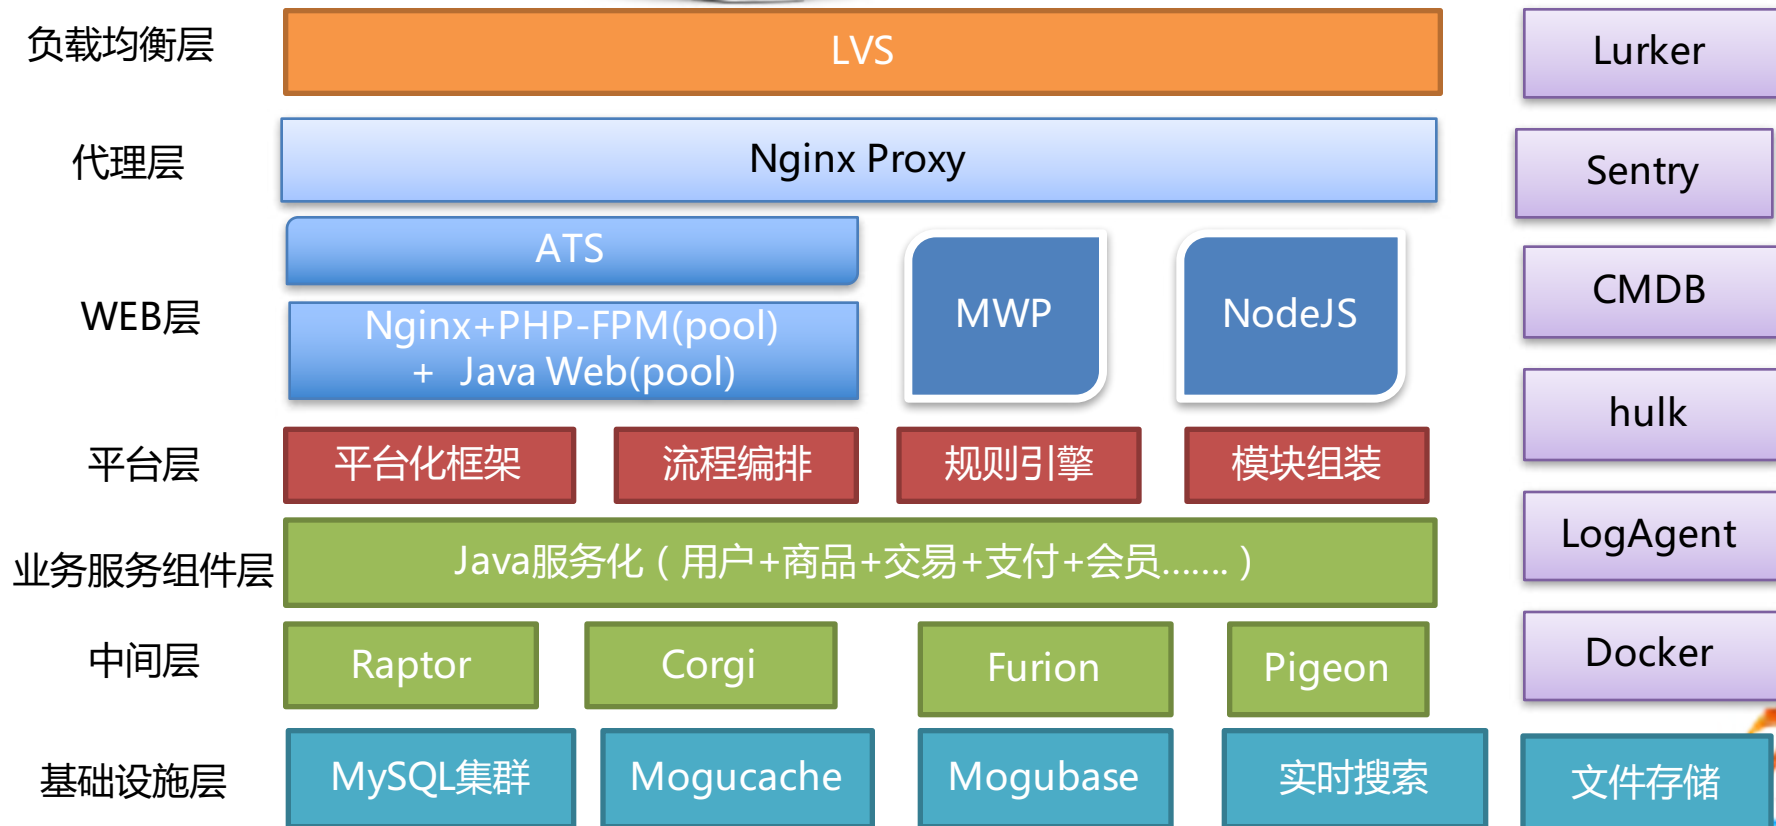 负载均衡层
LVS
Lurker
代理层
Nginx Proxy
Sentry
WEB层
ATS
Nginx+PHP-FPM(pool)
+ Java Web(pool)
MWP
NodeJS
CMDB
hulk
平台层
平台化框架
流程编排
规则引擎
模块组装
LogAgent
业务服务组件层
Java服务化（用户+商品+交易+支付+会员.......）
中间层
Raptor
Corgi
Furion
Pigeon
Docker
基础设施层
MySQL集群
Mogucache
Mogubase
实时搜索
文件存储